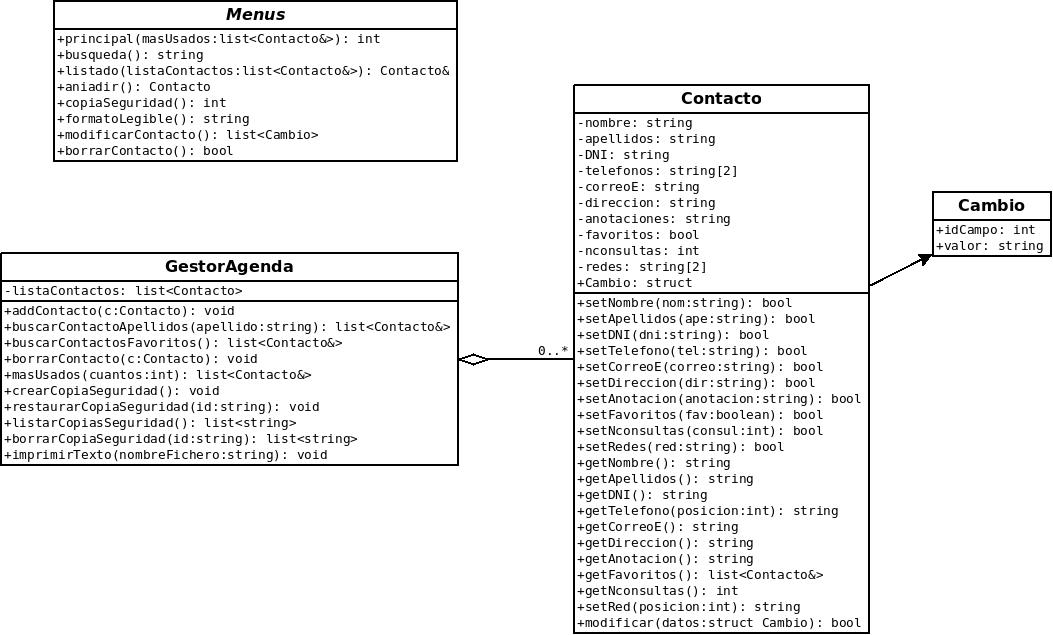 Menus
+principal(masUsados:list<Contacto&>): int
+busqueda(): string
+listado(listaContactos:list<Contacto&>): Contacto&
+aniadir(): Contacto
+copiaSeguridad(): int
+formatoLegible(): string
+modificarContacto(): list<Cambio>
+borrarContacto(): bool
GestorAgenda
-listaContactos: list<Contacto>
+addContacto(c:Contacto): void
+buscarContactoApellidos(apellido:string): list<Contacto&>
+buscarContactosFavoritos(): list<Contacto&>
+borrarContacto(c:Contacto): void
+masUsados(cuantos:int): list<Contacto&>
+crearCopiaSeguridad(): void
+restaurarCopiaSeguridad(id:string): void
+listarCopiasSeguridad(): list<string>
+borrarCopiaSeguridad(id:string): list<string>
+imprimirTexto(nombreFichero:string): void
0..*
Contacto
-nombre: string
-apellidos: string
-DNI: string
-telefonos: string[2]
-correoE: string
-direccion: string
-anotaciones: string
-favoritos: bool
-nconsultas: int
-redes: string[2]
+Cambio: struct
+setNombre(nom:string): bool
+setApellidos(ape:string): bool
+setDNI(dni:string): bool
+setTelefono(tel:string): bool
+setCorreoE(correo:string): bool
+setDireccion(dir:string): bool
+setAnotacion(anotacion:string): bool
+setFavoritos(fav:boolean): bool
+setNconsultas(consul:int): bool
+setRedes(red:string): bool
+getNombre(): string
+getApellidos(): string
+getDNI(): string
+getTelefono(posicion:int): string
+getCorreoE(): string
+getDireccion(): string
+getAnotacion(): string
+getFavoritos(): list<Contacto&>
+getNconsultas(): int
+setRed(posicion:int): string
+modificar(datos:struct Cambio): bool
Cambio
+idCampo: int
+valor: string